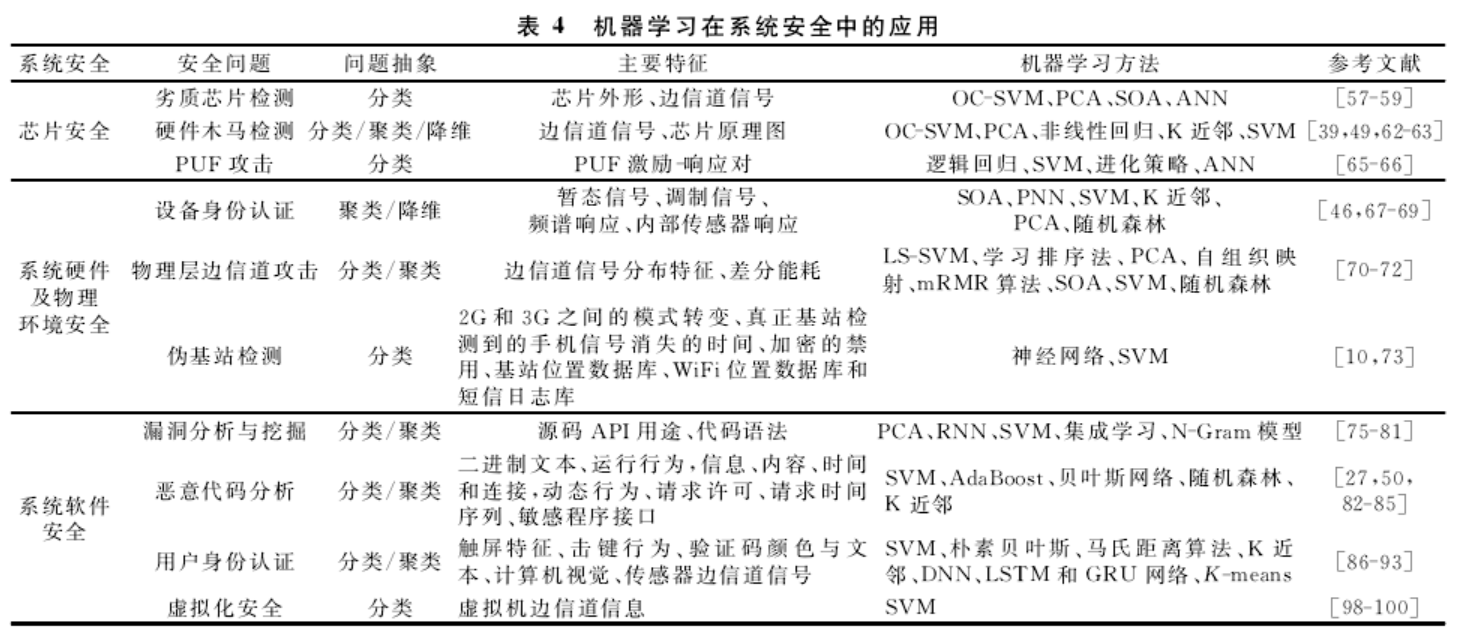 表 4 机器学习在系统安全中的应用
系统安全 安全问题 问题抽象 主要特征 机器学习方法 参考文献
劣质芯片检测 分类 芯片外形、边信道信号 OC-SVM、PCA、SOA、ANN [57-59]
芯片安全 硬件木马检测 分类/聚类/降维 边信道信号、芯片原理图 OC-SVM、PCA、非线性回归、K 近邻、SVM [39,49,62-63]
PUF 攻击 分类 PUF 激励-响应对 逻辑回归、SVM、进化策略、ANN [65-66]
设备身份认证 聚类/降维 暂态信号、调制信号、 SOA、PNN、SVM、K 近邻、 [46,67-69]
频谱响应、内部传感器响应 PCA、随机森林
系统硬件 物理层边信道攻击 分类/聚类 边信道信号分布特征、差分能耗 LS-SVM、学习排序法、PCA、自组织映 [70-72]
及物理 射、mRMR 算法、SOA、SVM、随机森林
环境安全 2G 和 3G 之间的模式转变、真正基站检
伪基站检测 分类 测到的手机信号消失的时间、加密的禁 神经网络、SVM [10,73]
用、基站位置数据库、WiFi 位置数据库和
短信日志库
漏洞分析与挖掘 分类/聚类 源码 API 用途、代码语法 PCA、RNN、SVM、集成学习、N-Gram 模型 [75-81]
二进制文本、运行行为,信息、内容、时间
恶意代码分析 分类/聚类 和连接,动态行为、请求许可、请求时间 SVM、AdaBoost、贝叶斯网络、随机森林、 [27,50,
系统软件 序列、敏感程序接口 K 近邻 82-85]
安全
用户身份认证 分类/聚类 触屏特征、击键行为、验证码颜色与文 SVM、朴素贝叶斯、马氏距离算法、K 近 [86-93]
本、计算机视觉、传感器边信道信号 邻、DNN、LSTM 和 GRU 网络、K-means
虚拟化安全 分类 虚拟机边信道信息 SVM [98-100]